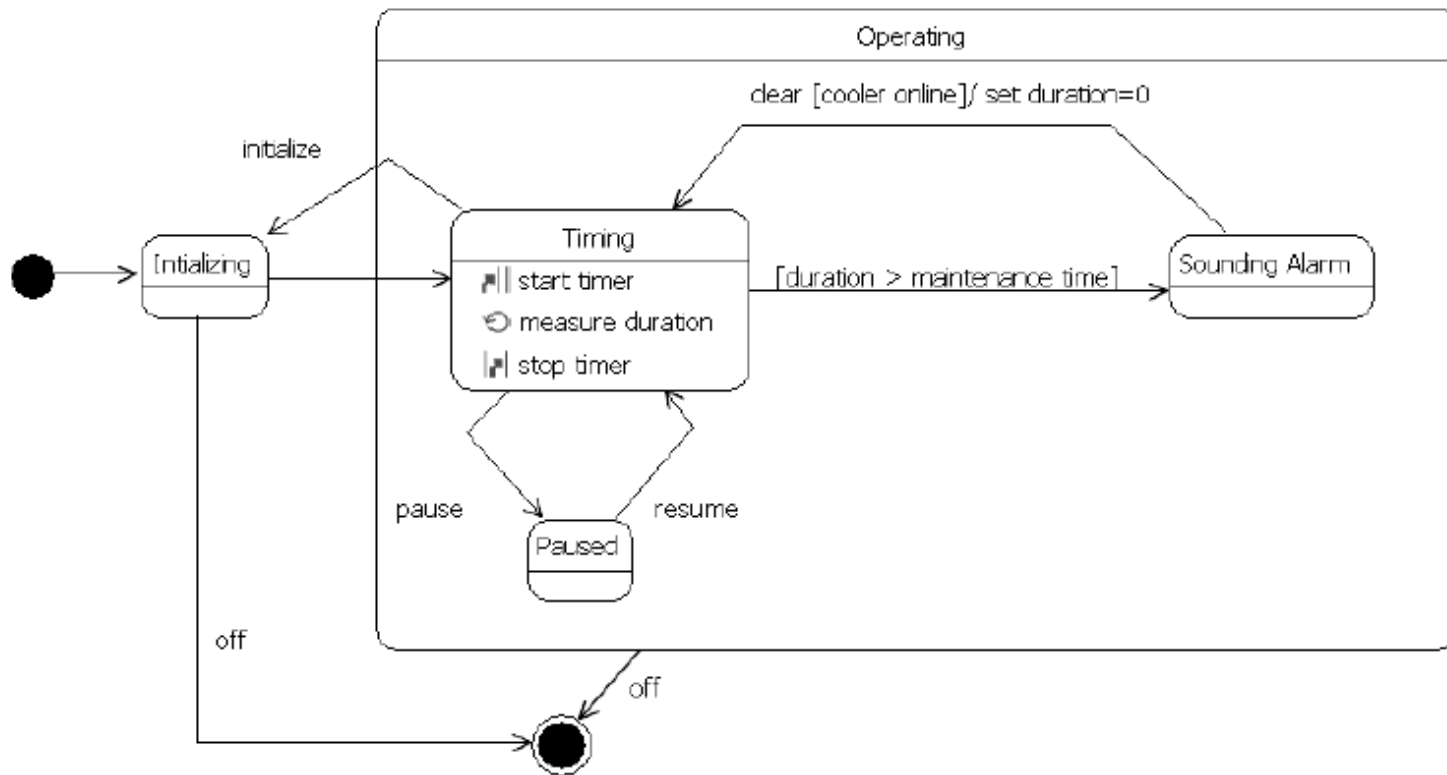 Operating
clear [cooler online]/ set duration=0
initialize
Timing
Intializing
Sounding Alarm
start timer
[duration > maintenance time]
measure duration
stop timer
pause
resume
Paused
off
off